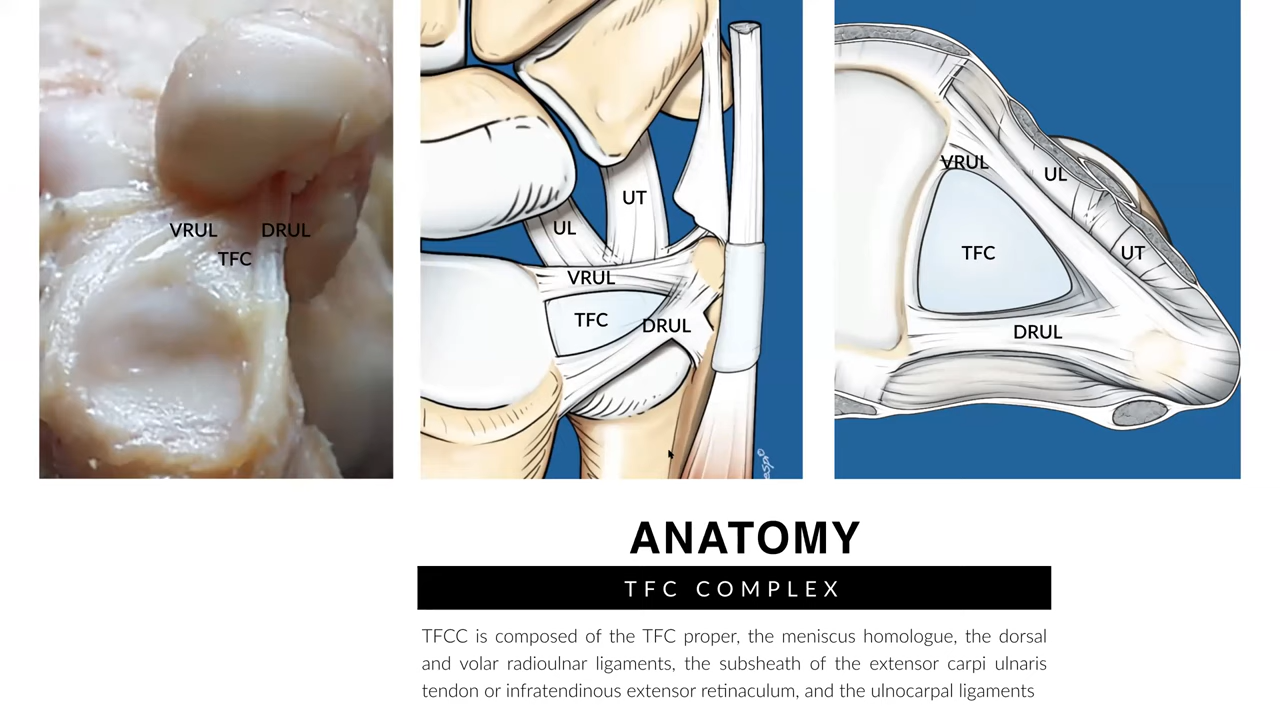 VRUL DRUL
TFC
UT
UL
VRUL
TFC DRUL
VRUL UL
TFC UT
DRUL
ANATOMY
TFC COMPLEX
TFCC is composed of the TFC proper, the meniscus homologue, the dorsal
and volar radioulnar ligaments, the subsheath of the extensor carpi ulnaris
tendon or infratendinous extensor retinaculum, and the ulnocarpal ligaments